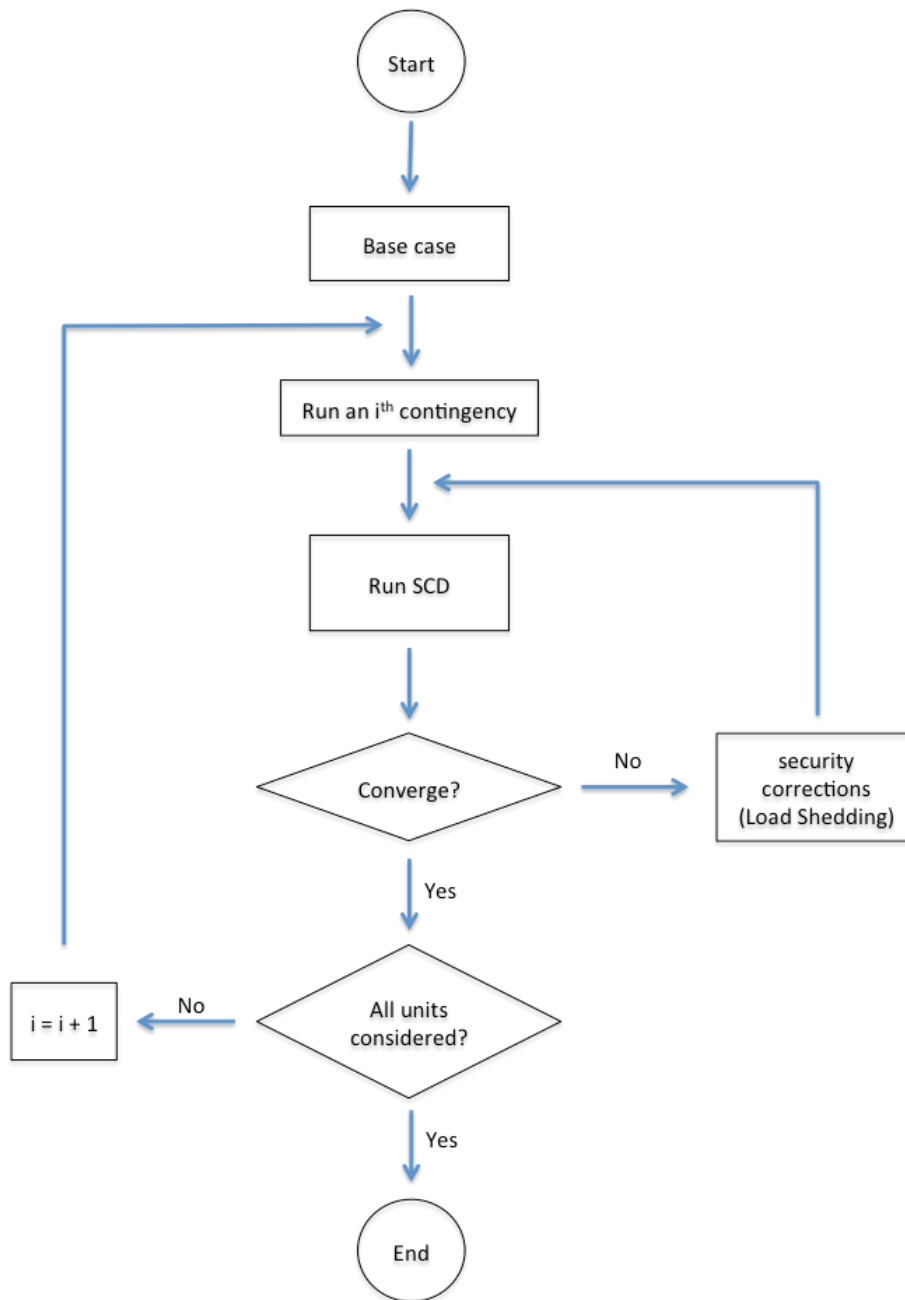 Start
Base case
Run an iᵗʰ contingency
Run SCD
Converge?
No
security
corrections
(Load Shedding)
Yes
All units
considered?
No
i = i + 1
Yes
End